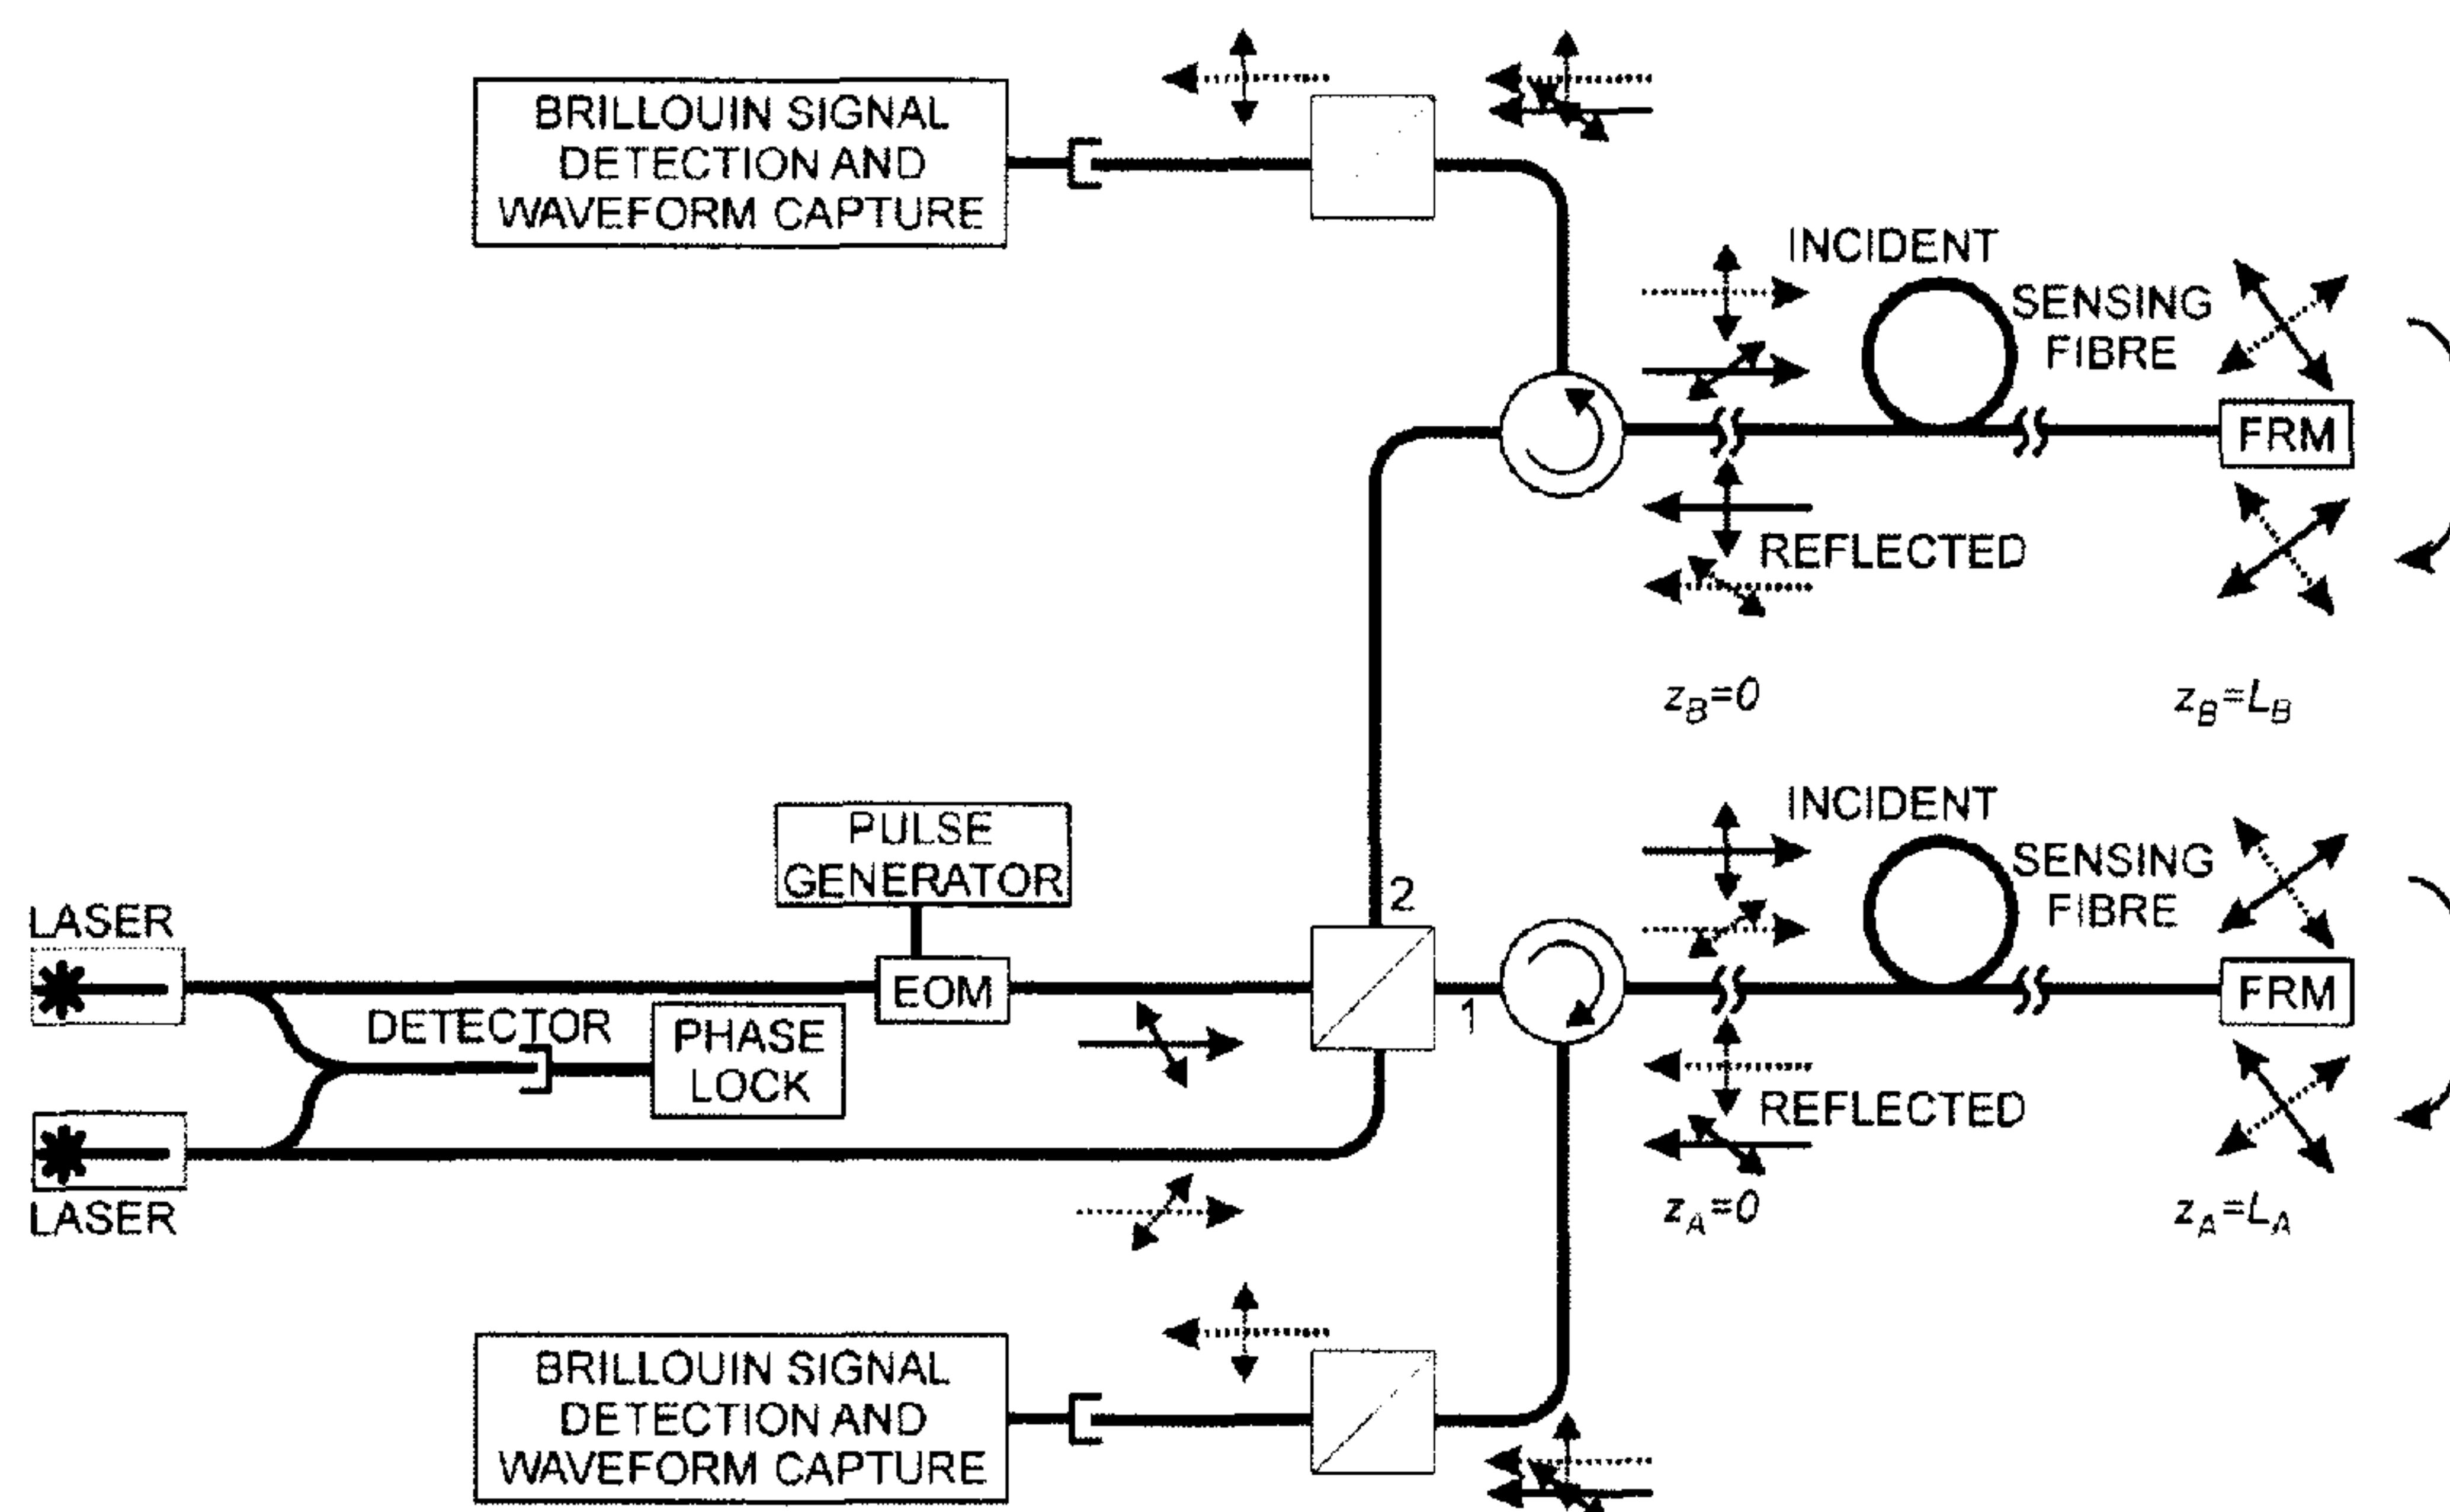 BRILLOUIN SIGNAL
DETECTION AND
WAVEFORM CAPTURE
INCIDENT
SENSING
FIBRE
FRM
REFLECTED
z_B=0
z_B=L_B
PULSE
GENERATOR
2
INCIDENT
SENSING
FIBRE
LASER
EOM
1
FRM
DETECTOR
PHASE
LOCK
REFLECTED
LASER
z_A=0
z_A=L_A
BRILLOUIN SIGNAL
DETECTION AND
WAVEFORM CAPTURE